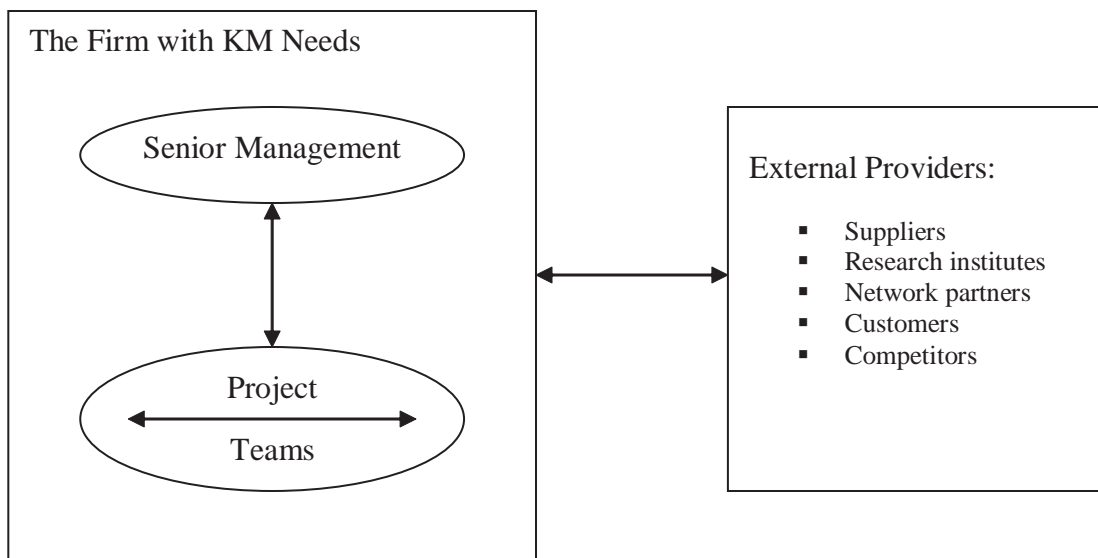 The Firm with KM Needs
Senior Management
Project
Teams
External Providers:
▪ Suppliers
▪ Research institutes
▪ Network partners
▪ Customers
▪ Competitors